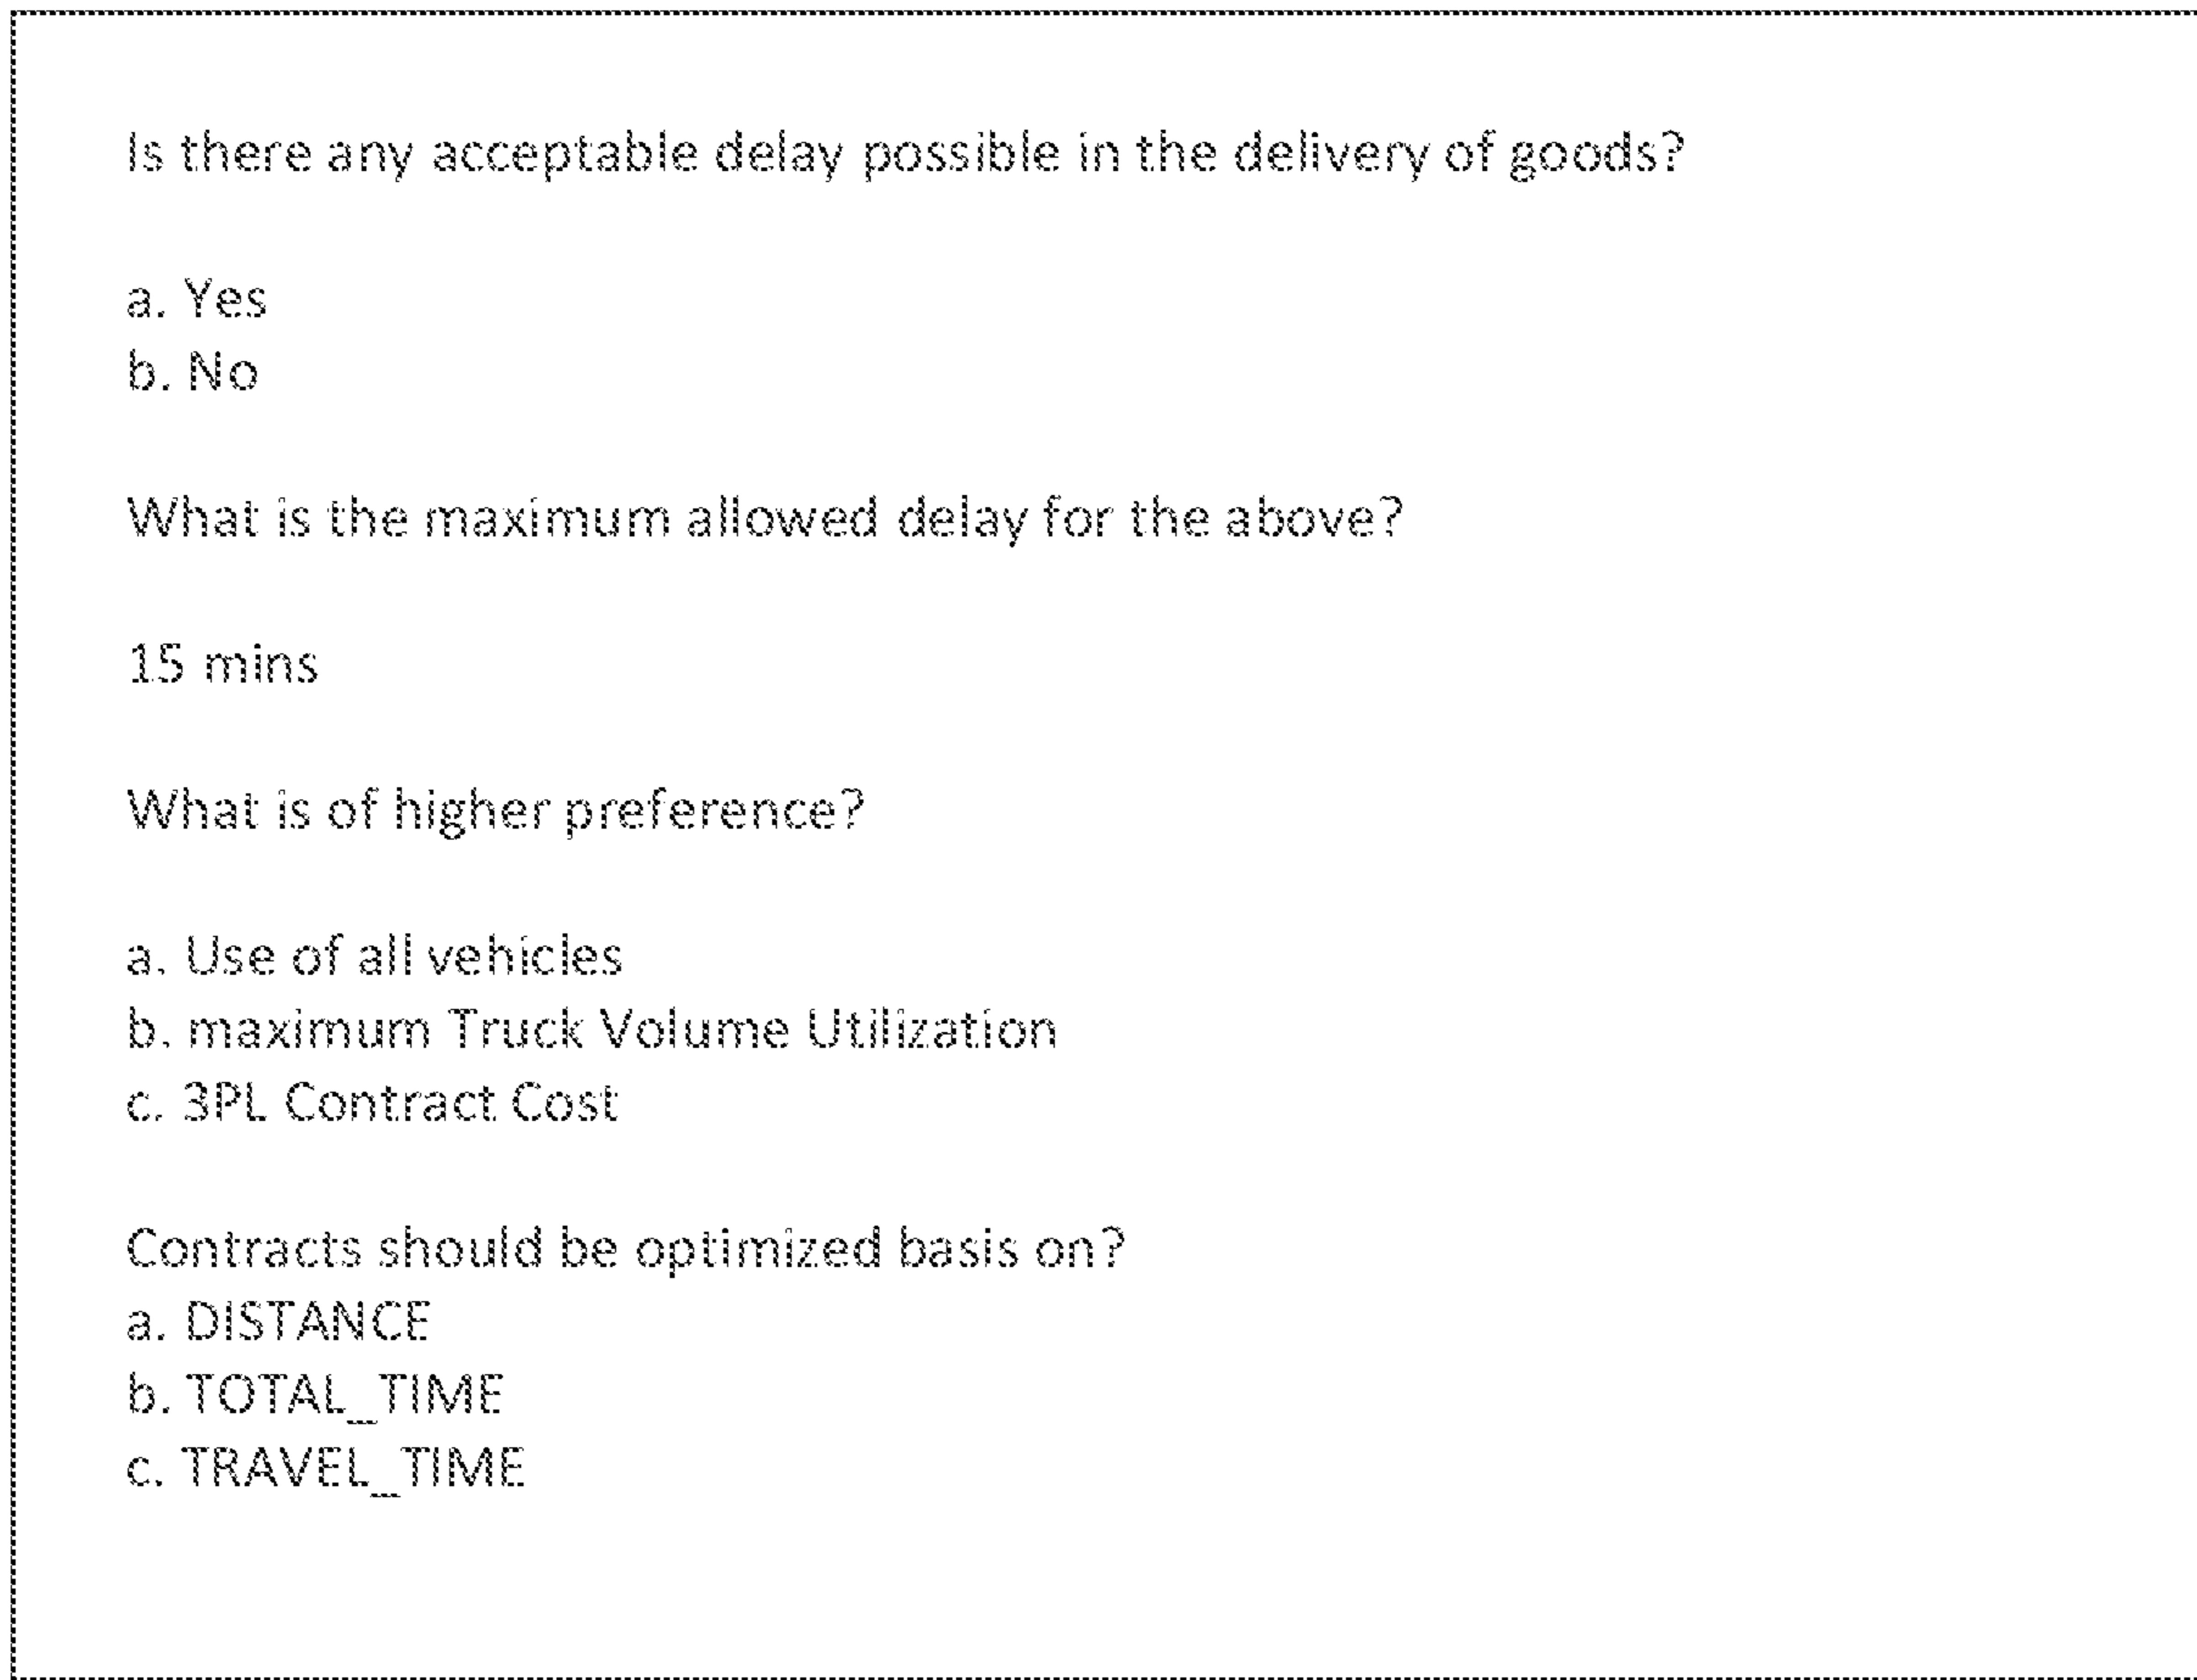 Is there any acceptable delay possible in the delivery of goods?
a. Yes
b. No
What is the maximum allowed delay for the above?
15 mins
What is of higher preference?
a. Use of all vehicles
b. maximum Truck Volume Utilization
c. 3PL Contract Cost
Contracts should be optimized basis on?
a. DISTANCE
b. TOTAL_TIME
c. TRAVEL_TIME